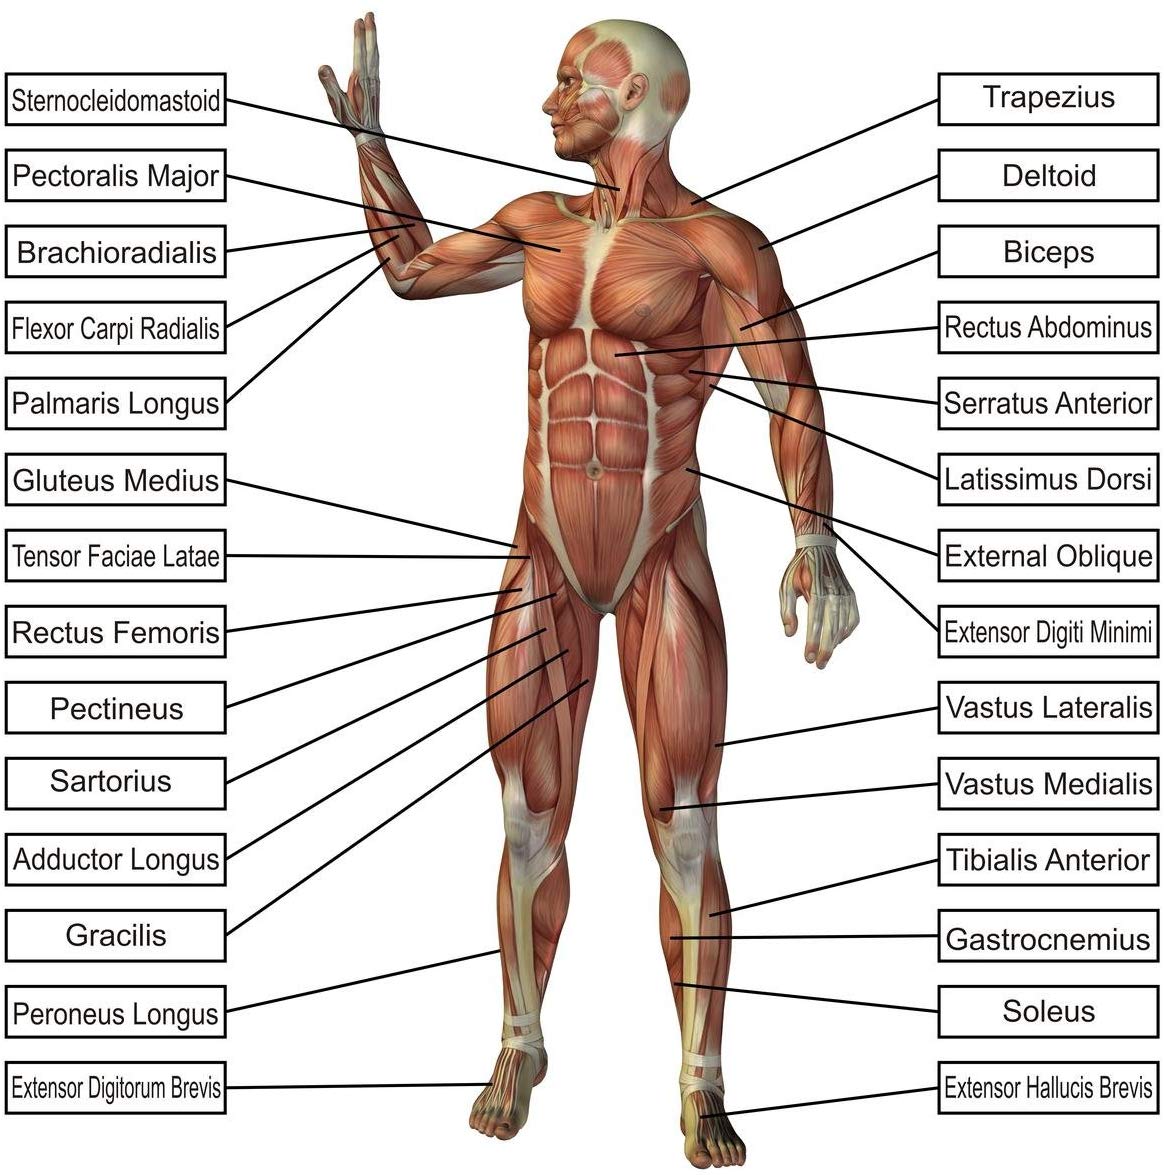 Sternocleidomastoid
Pectoralis Major
Brachioradialis
Flexor Carpi Radialis
Palmaris Longus
Gluteus Medius
Tensor Faciae Latae
Rectus Femoris
Pectineus
Sartorius
Adductor Longus
Gracilis
Peroneus Longus
Extensor Digitorum Brevis
Trapezius
Deltoid
Biceps
Rectus Abdominus
Serratus Anterior
Latissimus Dorsi
External Oblique
Extensor Digiti Minimi
Vastus Lateralis
Vastus Medialis
Tibialis Anterior
Gastrocnemius
Soleus
Extensor Hallucis Brevis